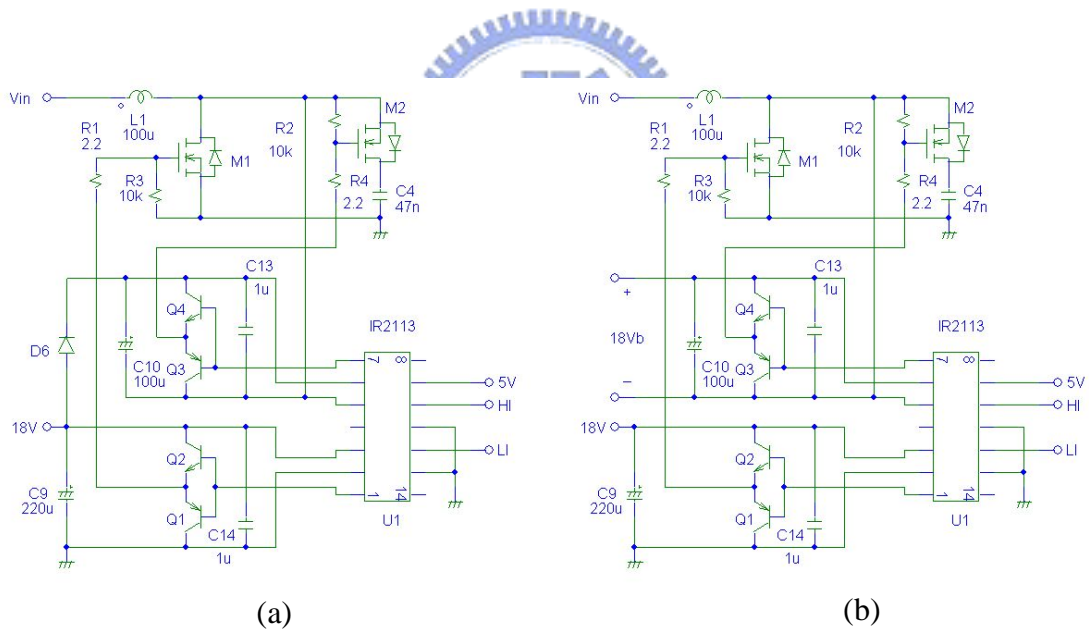 Vin
L1
100u
R1
2.2
R3
10k
M1
R2
10k
M2
R4
2.2
C4
47n
C13
1u
Q4
Q3
D6
C10
100u
IR2113
7
8
5V
HI
LI
1
14
U1
18V
Q2
Q1
C9
220u
C14
1u
(a)
Vin
L1
100u
R1
2.2
R3
10k
M1
R2
10k
M2
R4
2.2
C4
47n
C13
1u
Q4
Q3
+
18Vb
−
C10
100u
IR2113
7
8
5V
HI
LI
1
14
U1
18V
Q2
Q1
C9
220u
C14
1u
(b)